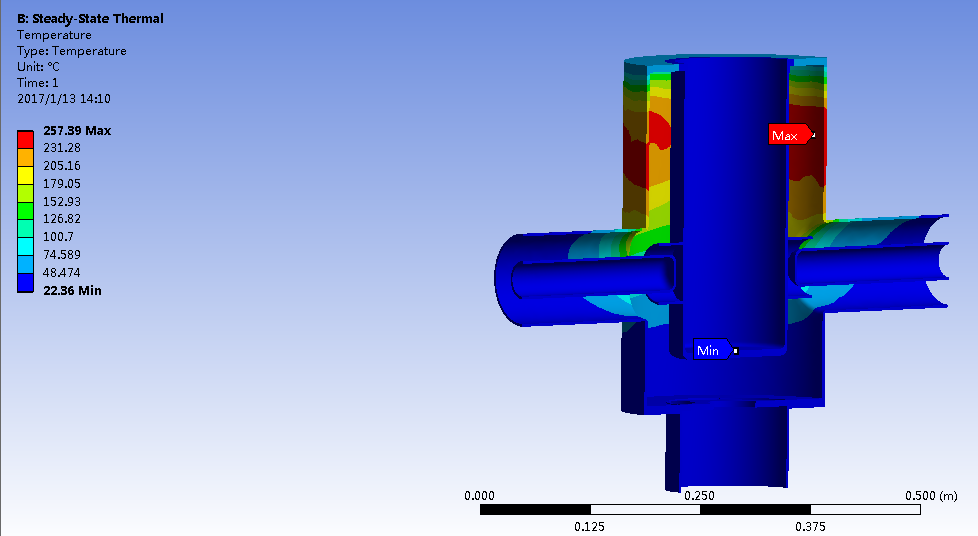 B: Steady-State Thermal
Temperature
Type: Temperature
Unit: °C
Time: 1
2017/1/13 14:10
257.39 Max
231.28
205.16
179.05
152.93
126.82
100.7
74.589
48.474
22.36 Min
Max
Min
0.000 0.250 0.500 (m)
0.125 0.375